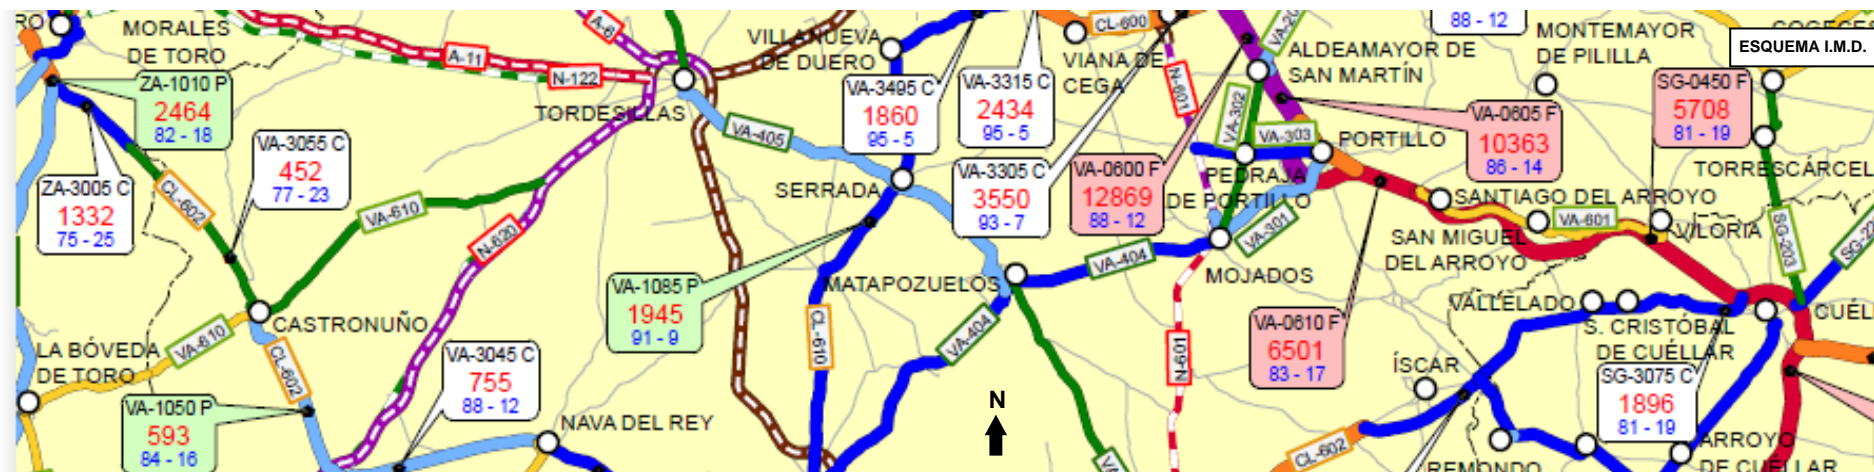 RO
MORALES
DE TORO
A-11
N-122
A-6
TORDESILLAS
VILLANUEVA
DE DUERO
VIANA DE
CEGA
CL-600
N-601
VA-20
88 - 12
ALDEAMAYOR DE
SAN MARTÍN
MONTEMAYOR
DE PILILLA
ESQUEMA I.M.D.
ZA-1010 P
2464
82 - 18
VA-3055 C
452
77 - 23
ZA-3005 C
1332
75 - 25
CL-602
VA-610
N-620
VA-405
SERRADA
VA-3495 C
1860
95 - 5
VA-3315 C
2434
95 - 5
VA-3305 C
3550
93 - 7
VA-0600 F
12869
88 - 12
VA-302
VA-303
PORTILLO
PEDRAJA
DE PORTILLO
VA-301
VA-0605 F
10363
86 - 14
SG-0450 F
5708
81 - 19
TORRESCÁRCEL
SANTIAGO DEL ARROYO
VA-601
VILORIA
SG-203
SG-2
SAN MIGUEL
DEL ARROYO
VA-1085 P
1945
91 - 9
MATAPOZUELOS
VA-404
MOJADOS
CASTRONUÑO
VA-610
LA BÓVEDA
DE TORO
CL-602
VA-3045 C
755
88 - 12
VA-1050 P
593
84 - 16
NAVA DEL REY
CL-610
VA-404
N
N-601
VA-0610 F
6501
83 - 17
VALLELADO
S. CRISTÓBAL
DE CUÉLLAR
CUÉL
ÍSCAR
SG-3075 C
1896
81 - 19
CL-602
REMONDO
ARROYO
DE CUÉLLAR
VA